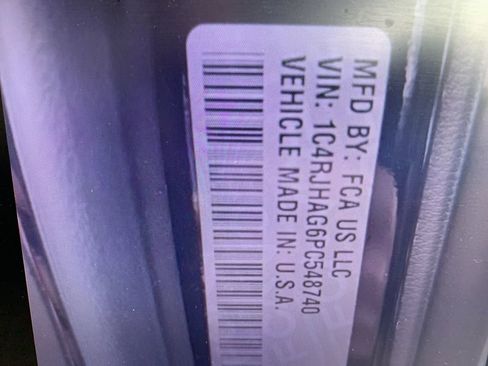 MFD BY: FCA US LLC
VIN: 1C4RJHAG6PC548740
VEHICLE MADE IN: U.S.A.